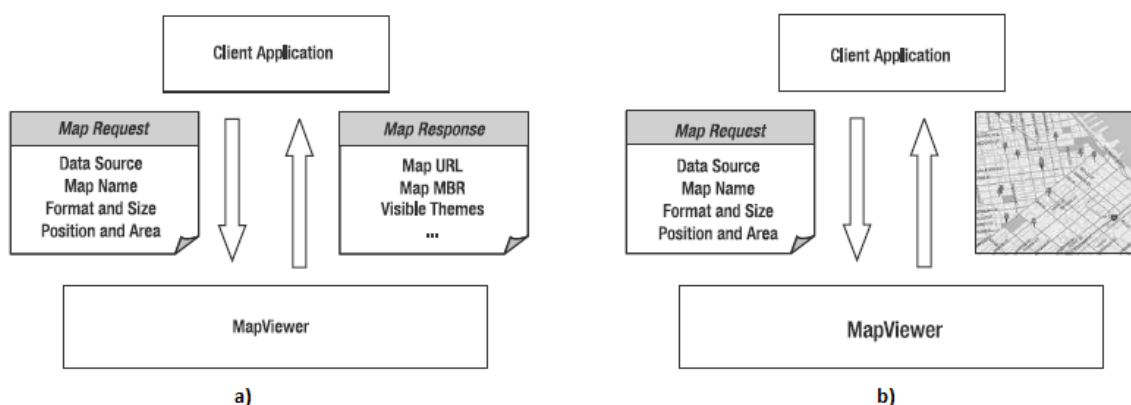 Client Application
Map Request
Data Source
Map Name
Format and Size
Position and Area
Map Response
Map URL
Map MBR
Visible Themes
...
MapViewer
a)
Client Application
Map Request
Data Source
Map Name
Format and Size
Position and Area
MapViewer
b)